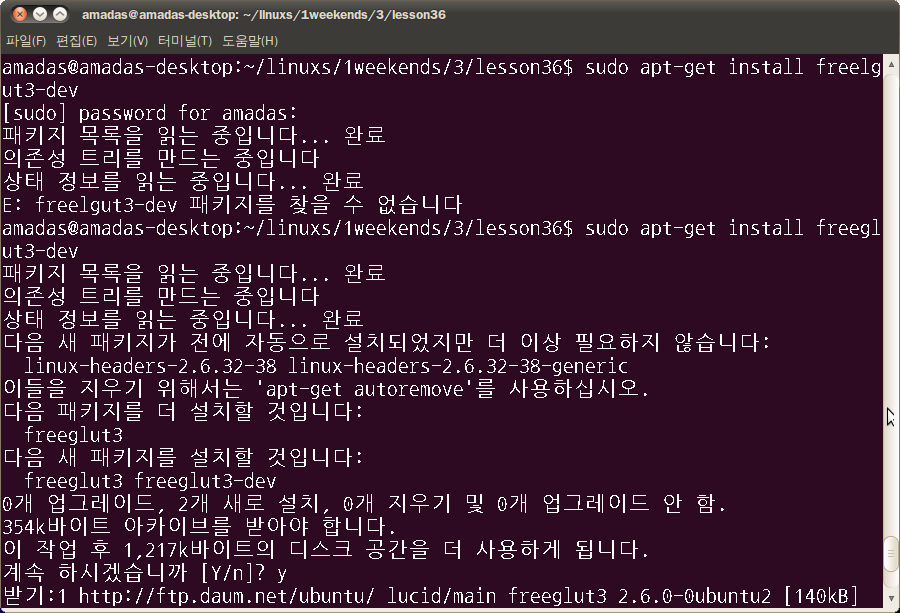 amadas@amadas-desktop: ~/linuxs/1weekends/3/lesson36
파일(F) 편집(E) 보기(V) 터미널(T) 도움말(H)
amadas@amadas-desktop:~/linuxs/1weekends/3/lesson36$ sudo apt-get install freelg
ut3-dev
[sudo] password for amadas:
패키지 목록을 읽는 중입니다... 완료
의존성 트리를 만드는 중입니다
상태 정보를 읽는 중입니다... 완료
E: freelgut3-dev 패키지를 찾을 수 없습니다
amadas@amadas-desktop:~/linuxs/1weekends/3/lesson36$ sudo apt-get install freegl
ut3-dev
패키지 목록을 읽는 중입니다... 완료
의존성 트리를 만드는 중입니다
상태 정보를 읽는 중입니다... 완료
다음 새 패키지가 전에 자동으로 설치되었지만 더 이상 필요하지 않습니다:
linux-headers-2.6.32-38 linux-headers-2.6.32-38-generic
이들을 지우기 위해서는 'apt-get autoremove'를 사용하십시오.
다음 패키지를 더 설치할 것입니다:
freeglut3
다음 새 패키지를 설치할 것입니다:
freeglut3 freeglut3-dev
0개 업그레이드, 2개 새로 설치, 0개 지우기 및 0개 업그레이드 안 함.
354k바이트 아카이브를 받아야 합니다.
이 작업 후 1,217k바이트의 디스크 공간을 더 사용하게 됩니다.
계속 하시겠습니까 [Y/n]? y
받기:1 http://ftp.daum.net/ubuntu/ lucid/main freeglut3 2.6.0-0ubuntu2 [140kB]